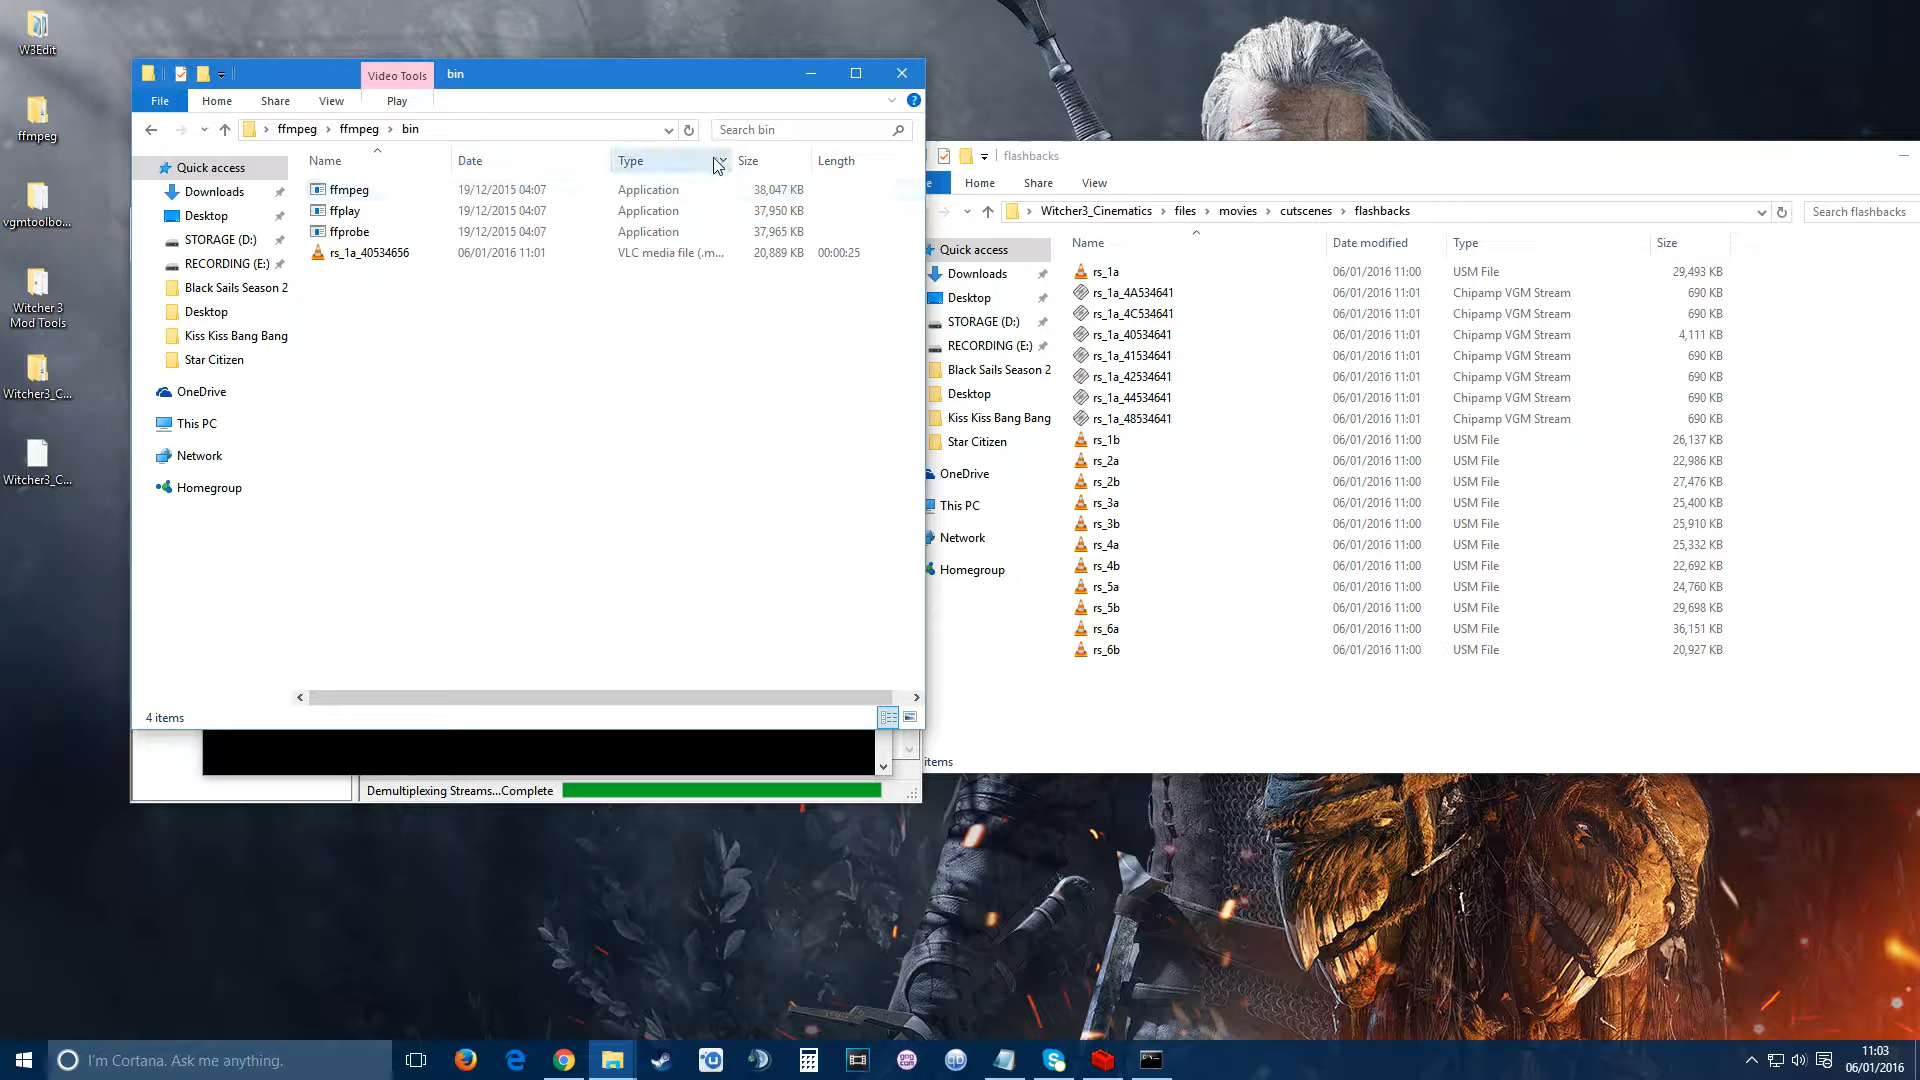 W3Edit
ffmpeg
vgmtoolbo...
Witcher 3
Mod Tools
Witcher3_C...
Witcher3_C...
Video Tools
bin
File
Home
Share
View
Play
ffmpeg
ffmpeg
bin
Search bin
Quick access
Downloads
Desktop
STORAGE (D:)
RECORDING (E:)
Black Sails Season 2
Desktop
Kiss Kiss Bang Bang
Star Citizen
OneDrive
This PC
Network
Homegroup
Name Date Type Size Length
ffmpeg 19/12/2015 04:07 Application 38,047 KB
ffplay 19/12/2015 04:07 Application 37,950 KB
ffprobe 19/12/2015 04:07 Application 37,965 KB
rs_1a_40534656 06/01/2016 11:01 VLC media file (.m... 20,889 KB 00:00:25
4 items
Demultiplexing Streams...Complete
flashbacks
e
Home
Share
View
Witcher3_Cinematics
files
movies
cutscenes
flashbacks
Search flashbacks
Quick access
Downloads
Desktop
STORAGE (D:)
RECORDING (E:)
Black Sails Season 2
Desktop
Kiss Kiss Bang Bang
Star Citizen
OneDrive
This PC
Network
Homegroup
Name Date modified Type Size
rs_1a 06/01/2016 11:00 USM File 29,493 KB
rs_1a_4A534641 06/01/2016 11:01 Chipamp VGM Stream 690 KB
rs_1a_4C534641 06/01/2016 11:01 Chipamp VGM Stream 690 KB
rs_1a_40534641 06/01/2016 11:01 Chipamp VGM Stream 4,111 KB
rs_1a_41534641 06/01/2016 11:01 Chipamp VGM Stream 690 KB
rs_1a_42534641 06/01/2016 11:01 Chipamp VGM Stream 690 KB
rs_1a_44534641 06/01/2016 11:01 Chipamp VGM Stream 690 KB
rs_1a_48534641 06/01/2016 11:01 Chipamp VGM Stream 690 KB
rs_1b 06/01/2016 11:00 USM File 26,137 KB
rs_2a 06/01/2016 11:00 USM File 22,986 KB
rs_2b 06/01/2016 11:00 USM File 27,476 KB
rs_3a 06/01/2016 11:00 USM File 25,400 KB
rs_3b 06/01/2016 11:00 USM File 25,910 KB
rs_4a 06/01/2016 11:00 USM File 25,332 KB
rs_4b 06/01/2016 11:00 USM File 22,692 KB
rs_5a 06/01/2016 11:00 USM File 24,760 KB
rs_5b 06/01/2016 11:00 USM File 29,698 KB
rs_6a 06/01/2016 11:00 USM File 36,151 KB
rs_6b 06/01/2016 11:00 USM File 20,927 KB
items
I'm Cortana. Ask me anything.
11:03
06/01/2016